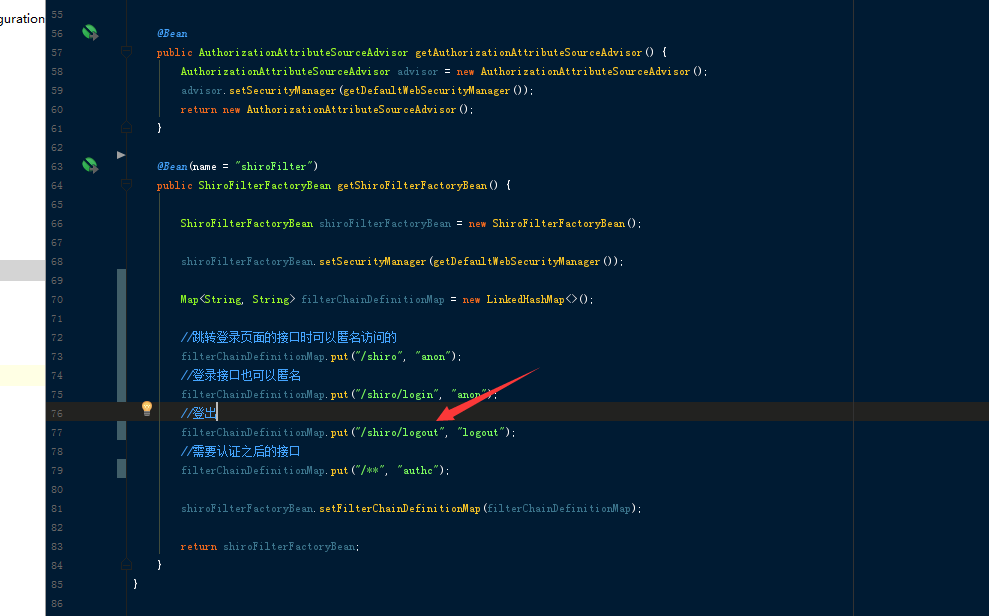 guration
55
56 @Bean
57 public AuthorizationAttributeSourceAdvisor getAuthorizationAttributeSourceAdvisor() {
58 AuthorizationAttributeSourceAdvisor advisor = new AuthorizationAttributeSourceAdvisor();
59 advisor.setSecurityManager(getDefaultWebSecurityManager());
60 return new AuthorizationAttributeSourceAdvisor();
61 }
62
63 @Bean(name = "shiroFilter")
64 public ShiroFilterFactoryBean getShiroFilterFactoryBean() {
65
66 ShiroFilterFactoryBean shiroFilterFactoryBean = new ShiroFilterFactoryBean();
67
68 shiroFilterFactoryBean.setSecurityManager(getDefaultWebSecurityManager());
69
70 Map<String, String> filterChainDefinitionMap = new LinkedHashMap<>();
71
72 //跳转登录页面的接口时可以匿名访问的
73 filterChainDefinitionMap.put("/shiro", "anon");
74 //登录接口也可以匿名
75 filterChainDefinitionMap.put("/shiro/login", "anon");
76 //登出
77 filterChainDefinitionMap.put("/shiro/logout", "logout");
78 //需要认证之后的接口
79 filterChainDefinitionMap.put("/**", "authc");
80
81 shiroFilterFactoryBean.setFilterChainDefinitionMap(filterChainDefinitionMap);
82
83 return shiroFilterFactoryBean;
84 }
85 }
86